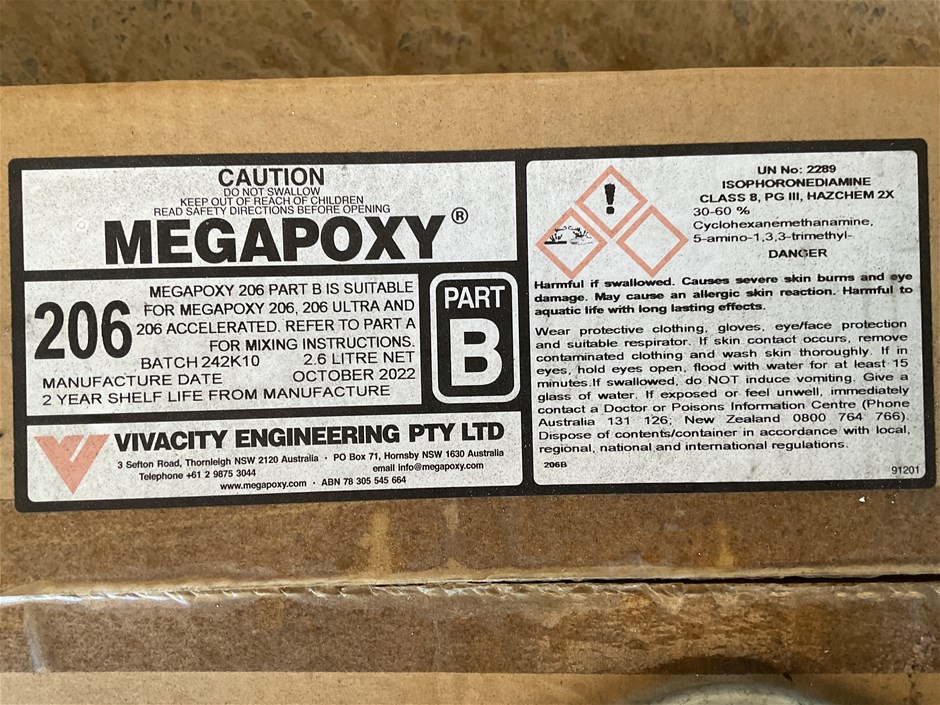 CAUTION
DO NOT SWALLOW
KEEP OUT OF REACH OF CHILDREN
READ SAFETY DIRECTIONS BEFORE OPENING
MEGAPOXY®
206
MEGAPOXY 206 PART B IS SUITABLE
FOR MEGAPOXY 206, 206 ULTRA AND
206 ACCELERATED. REFER TO PART A
FOR MIXING INSTRUCTIONS.
BATCH 242K10 2.6 LITRE NET
MANUFACTURE DATE OCTOBER 2022
2 YEAR SHELF LIFE FROM MANUFACTURE
PART
B
VIVACITY ENGINEERING PTY LTD
3 Sefton Road, Thornleigh NSW 2120 Australia · PO Box 71, Hornsby NSW 1630 Australia
Telephone +61 2 9875 3044 email info@megapoxy.com
www.megapoxy.com · ABN 78 305 545 664
UN No: 2289
ISOPHORONEDIAMINE
CLASS 8, PG III, HAZCHEM 2X
30-60 %
Cyclohexanemethanamine,
5-amino-1,3,3-trimethyl-
DANGER
Harmful if swallowed. Causes severe skin burns and eye
damage. May cause an allergic skin reaction. Harmful to
aquatic life with long lasting effects.
Wear protective clothing, gloves, eye/face protection
and suitable respirator. If skin contact occurs, remove
contaminated clothing and wash skin thoroughly. If in
eyes, hold eyes open, flood with water for at least 15
minutes.If swallowed, do NOT induce vomiting. Give a
glass of water. If exposed or feel unwell, immediately
contact a Doctor or Poisons Information Centre (Phone
Australia 131 126; New Zealand 0800 764 766).
Dispose of contents/container in accordance with local,
regional, national and international regulations.
206B 91201